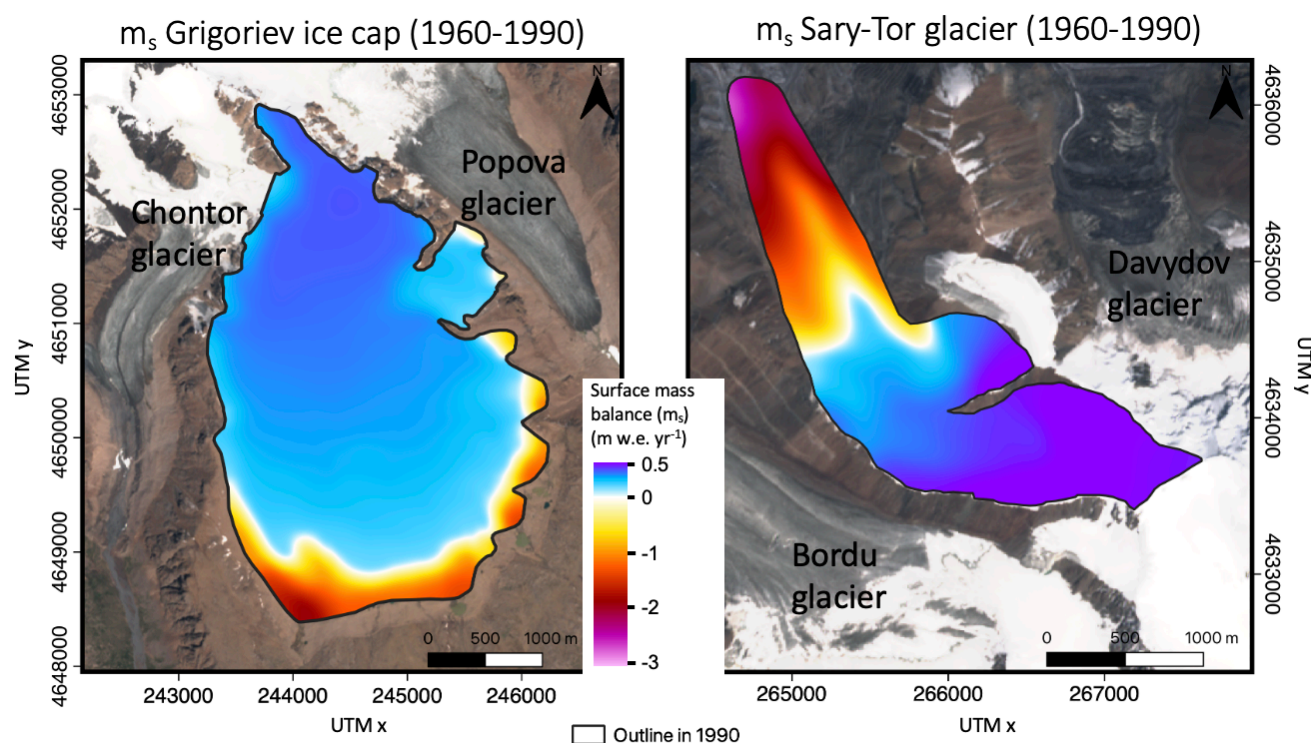 mₛ Grigoriev ice cap (1960-1990)
mₛ Sary-Tor glacier (1960-1990)
UTM y
4653000
4652000
4651000
4650000
4649000
4648000
N
Chontor
glacier
Popova
glacier
0 500 1000 m
243000 244000 245000 246000
UTM x
Surface mass
balance (mₛ)
(m w.e. yr⁻¹)
0.5
0
-1
-2
-3
N
Davydov
glacier
Bordu
glacier
0 500 1000 m
265000 266000 267000
UTM x
4636000
4635000
4634000
4633000
UTM y
Outline in 1990